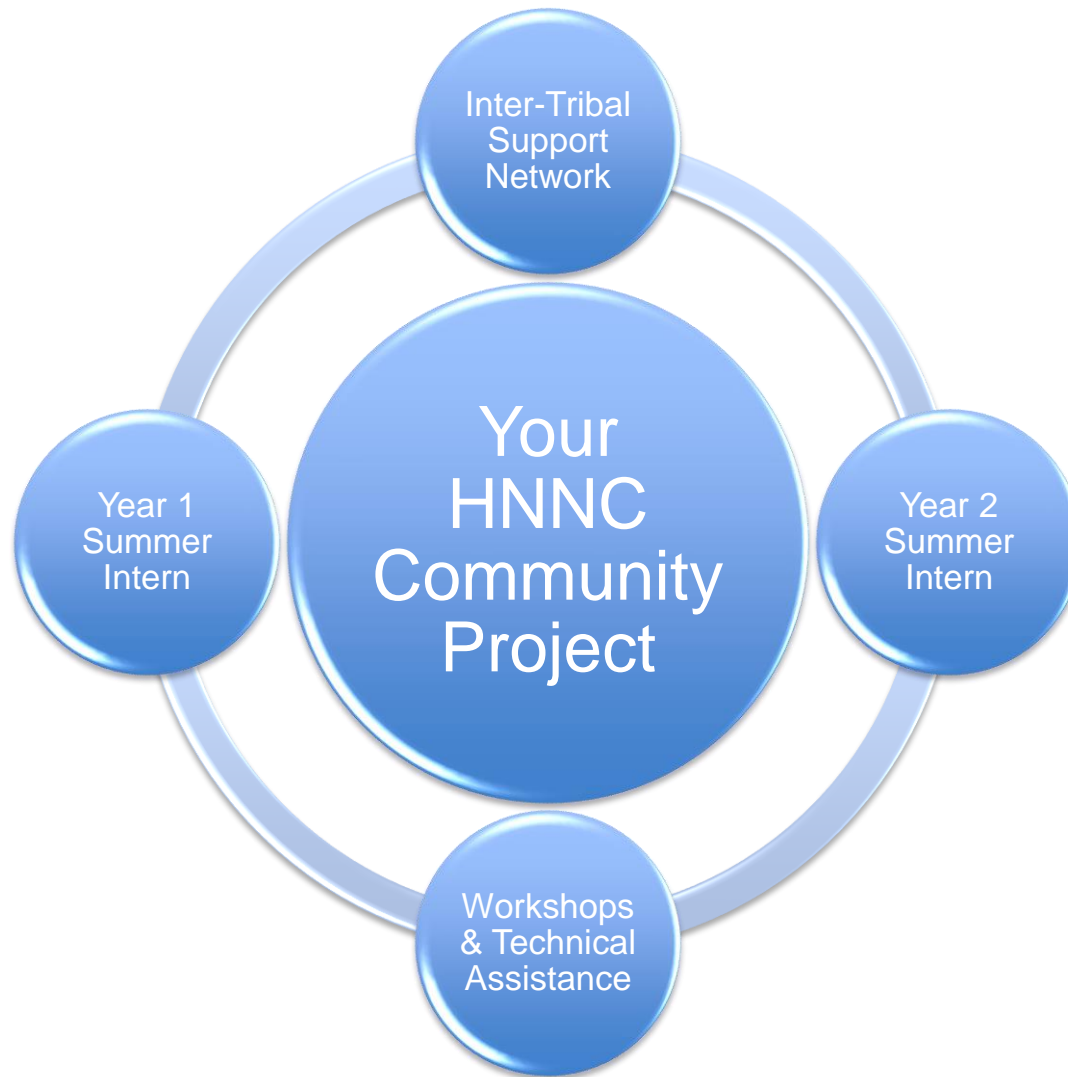 Inter-Tribal
Support
Network
Your
HNNC
Community
Project
Year 1
Summer
Intern
Year 2
Summer
Intern
Workshops
& Technical
Assistance